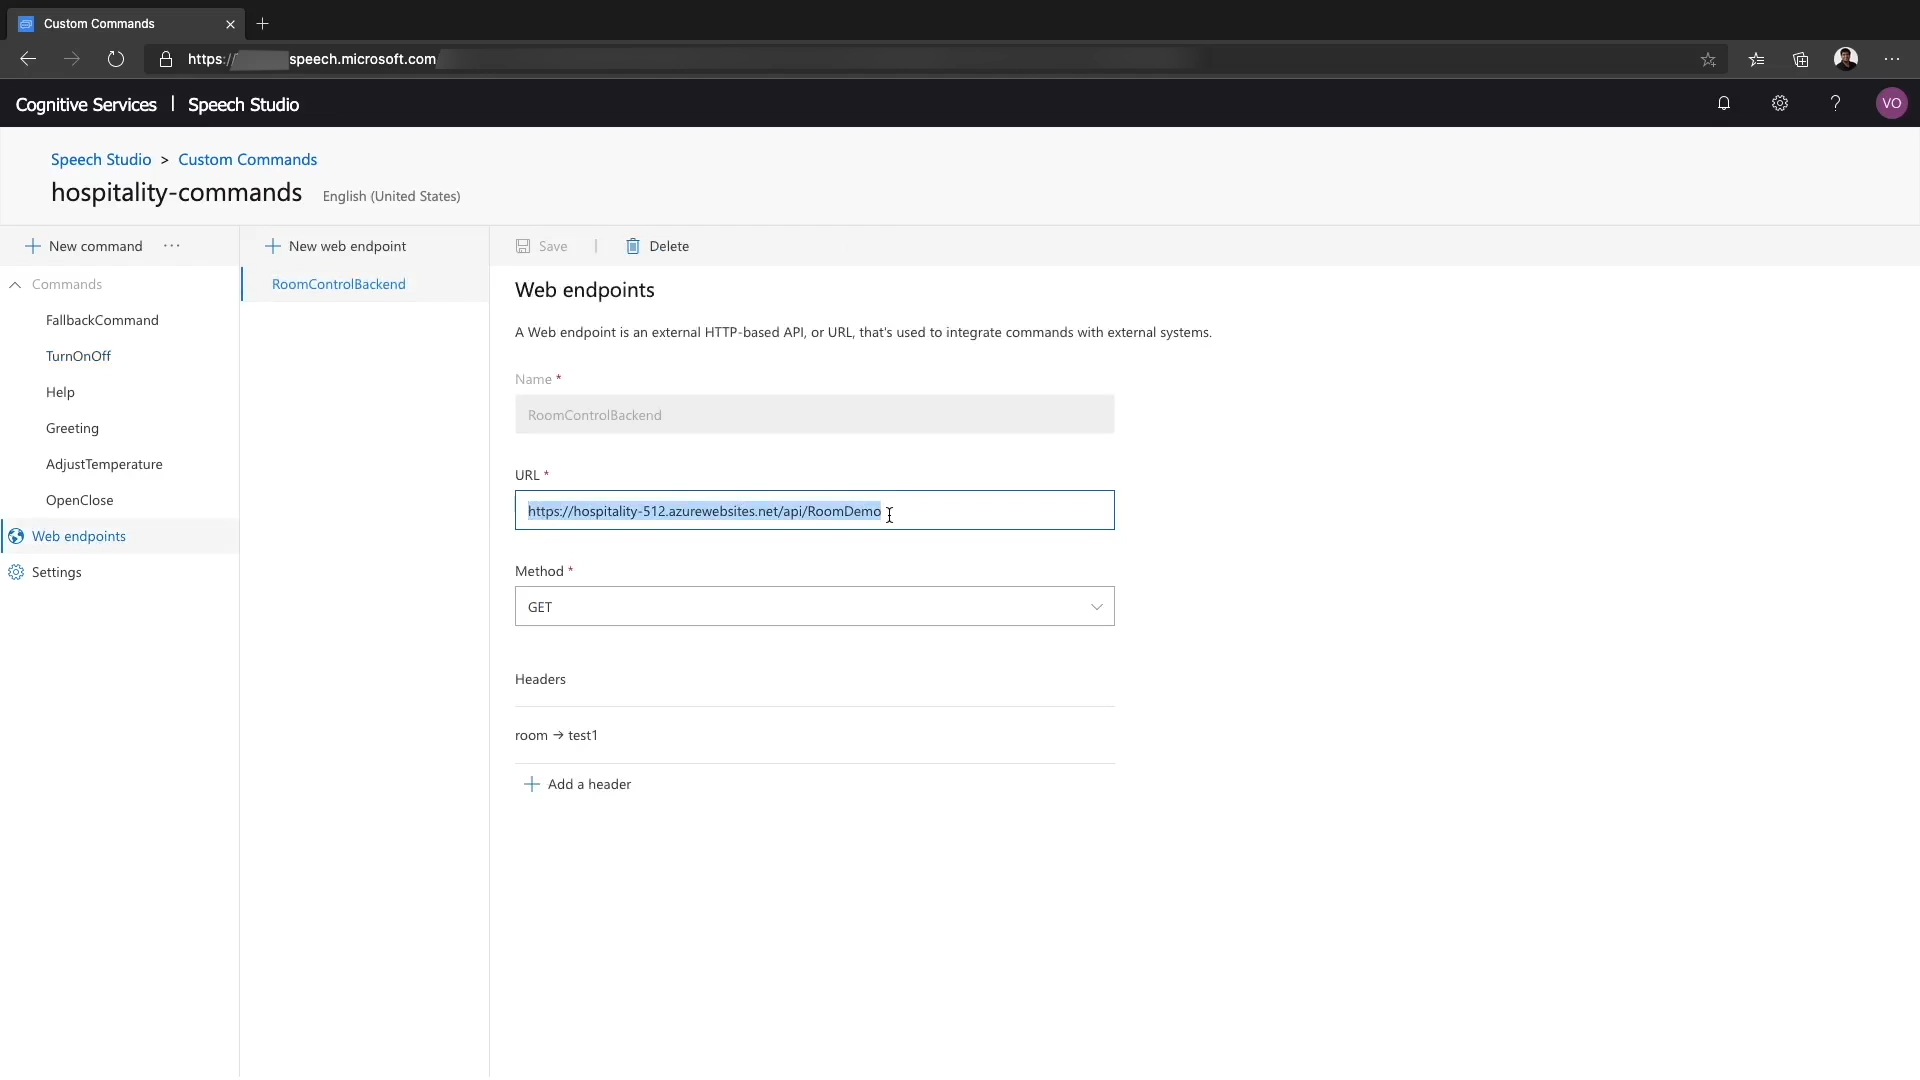 Custom Commands
https://speech.microsoft.com
Cognitive Services | Speech Studio
VO
Speech Studio > Custom Commands
hospitality-commands English (United States)
New command ···
New web endpoint
Save | Delete
Commands
RoomControlBackend
Web endpoints
FallbackCommand
A Web endpoint is an external HTTP-based API, or URL, that's used to integrate commands with external systems.
TurnOnOff
Name *
Help
RoomControlBackend
Greeting
AdjustTemperature
URL *
OpenClose
https://hospitality-512.azurewebsites.net/api/RoomDemo
Web endpoints
Settings
Method *
GET
Headers
room → test1
Add a header